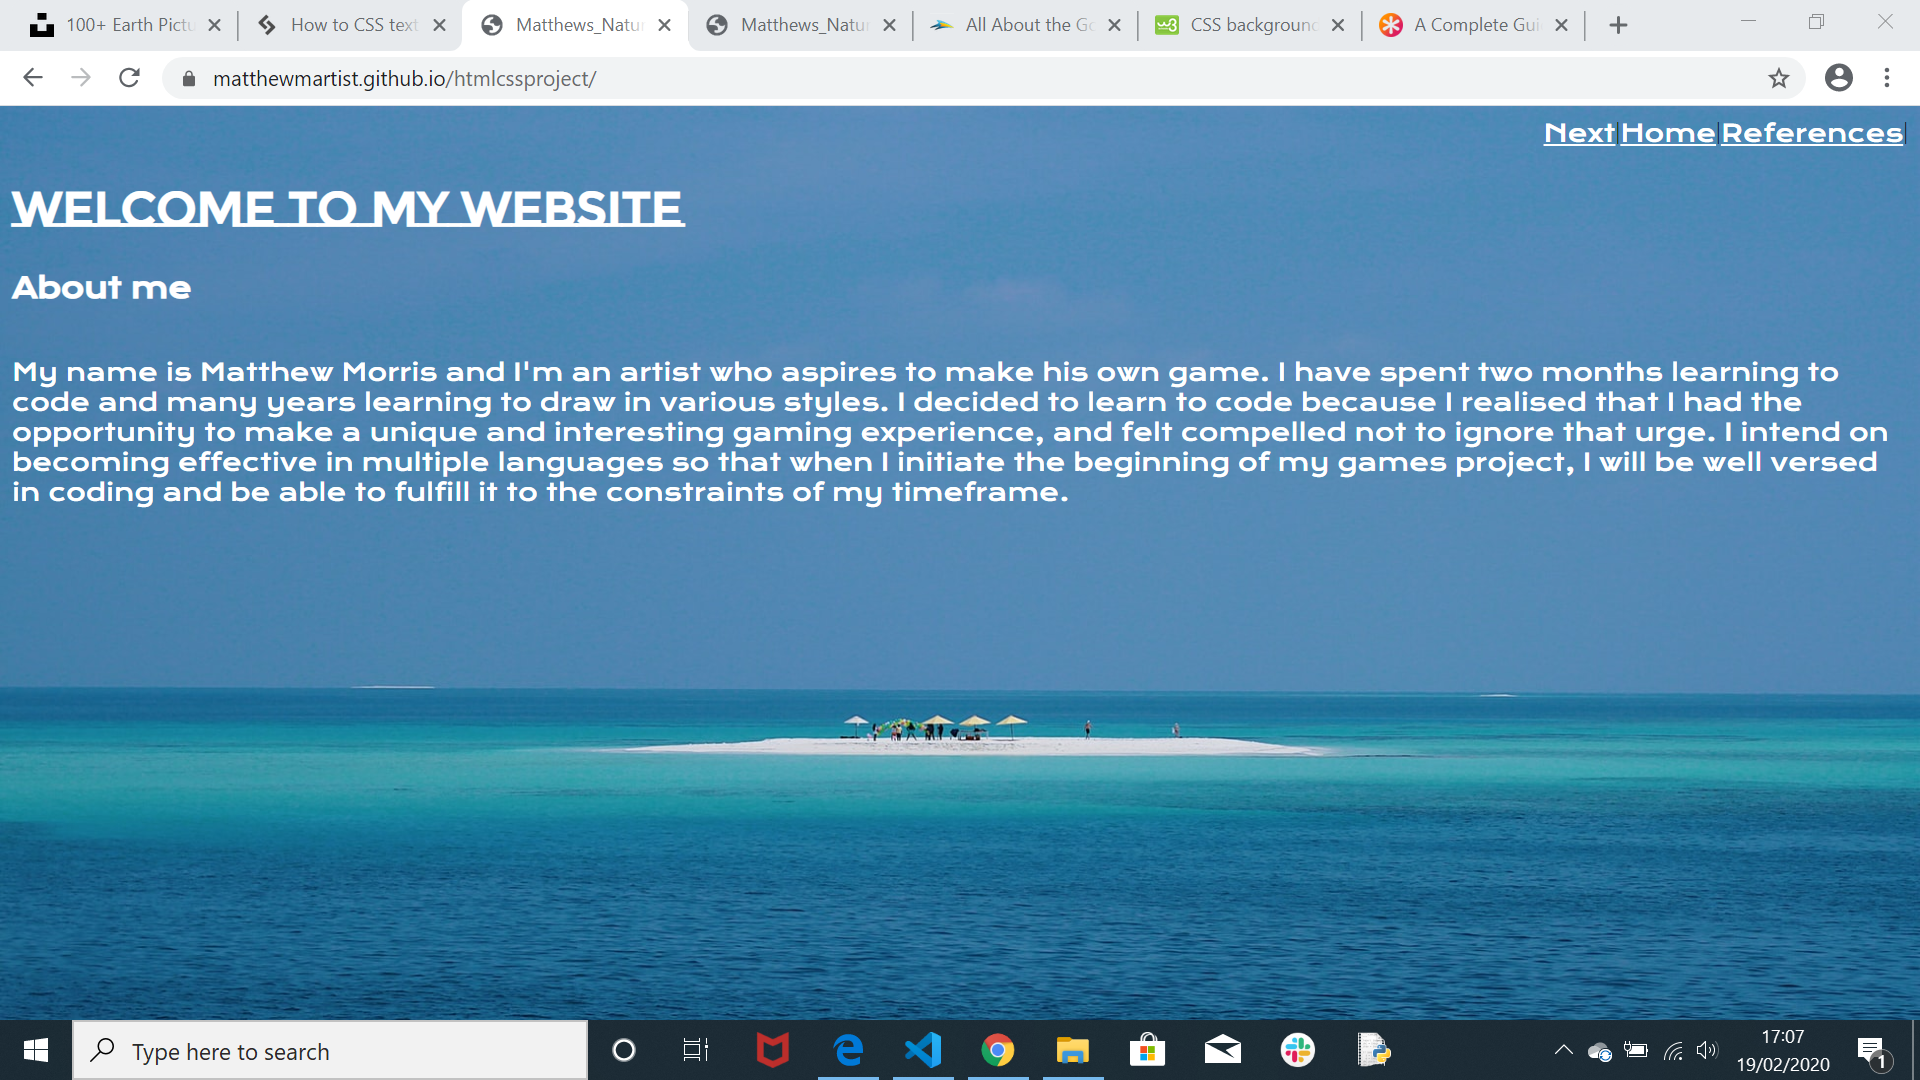 100+ Earth Pictu
How to CSS text
Matthews_Natur
Matthews_Natur
All About the Go
CSS background
A Complete Gui
matthewmartist.github.io/htmlcssproject/
Next Home References
WELCOME TO MY WEBSITE
About me
My name is Matthew Morris and I'm an artist who aspires to make his own game. I have spent two months learning to
code and many years learning to draw in various styles. I decided to learn to code because I realised that I had the
opportunity to make a unique and interesting gaming experience, and felt compelled not to ignore that urge. I intend on
becoming effective in multiple languages so that when I initiate the beginning of my games project, I will be well versed
in coding and be able to fulfill it to the constraints of my timeframe.
Type here to search
17:07
19/02/2020
1